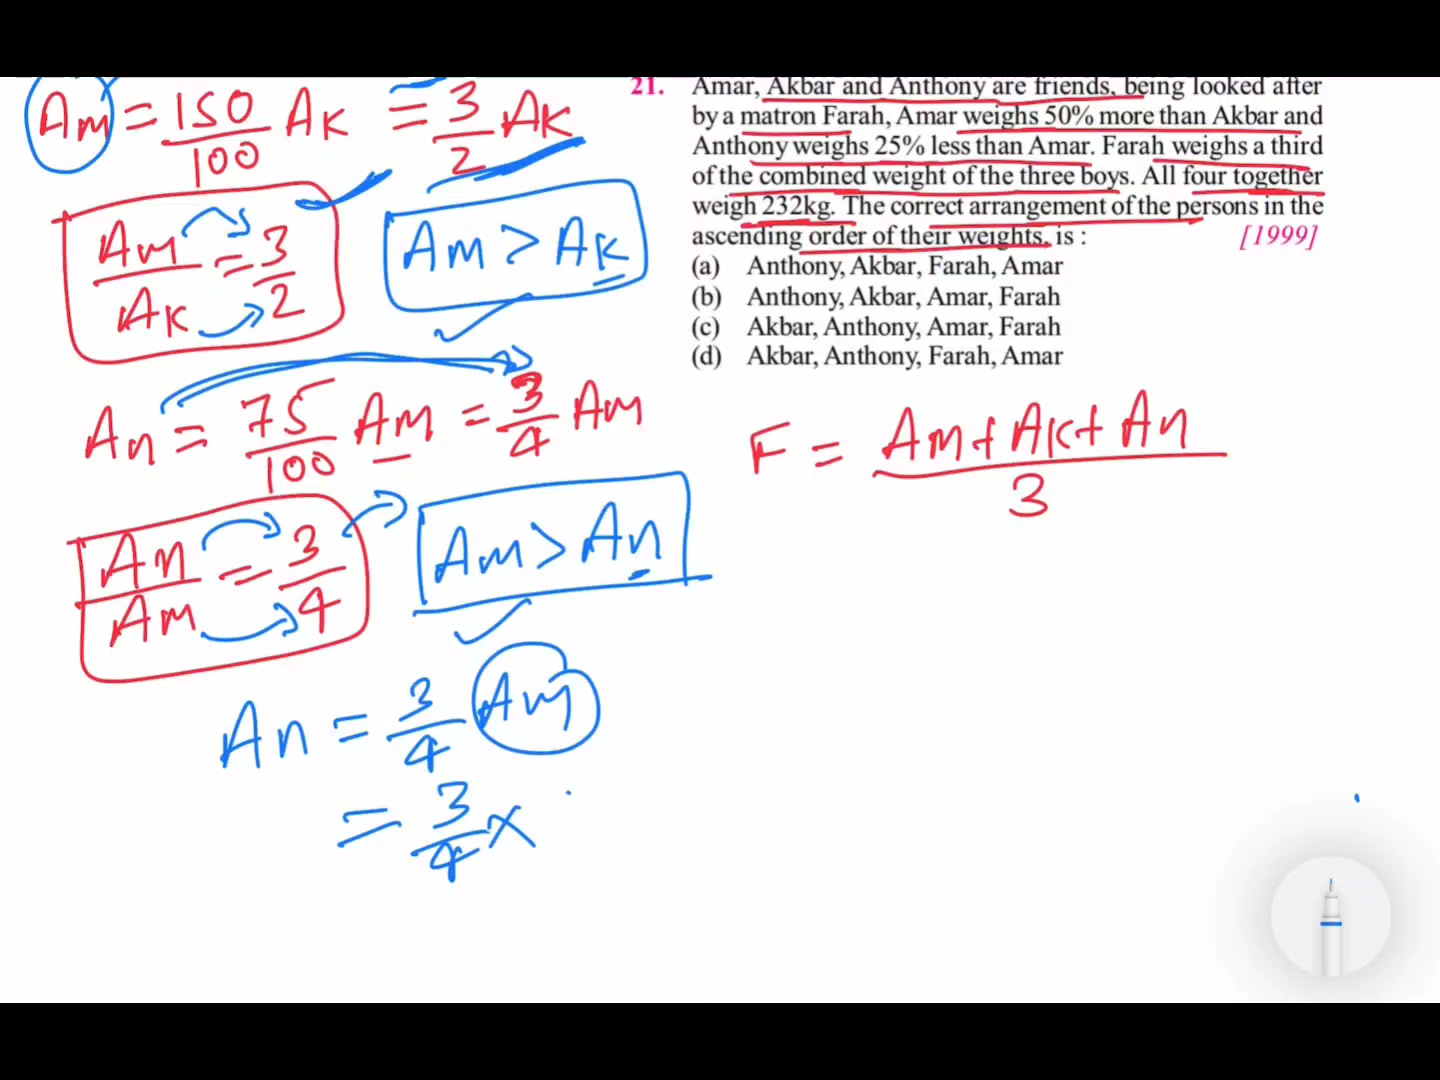 Am = 150/100 Ak = 3/2 Ak
Am/Ak = 3/2
Am > Ak
An = 75/100 Am = 3/4 Am
An/Am = 3/4
Am > An
An = 3/4 Am
= 3/4 ×
21. Amar, Akbar and Anthony are friends, being looked after
by a matron Farah, Amar weighs 50% more than Akbar and
Anthony weighs 25% less than Amar. Farah weighs a third
of the combined weight of the three boys. All four together
weigh 232kg. The correct arrangement of the persons in the
ascending order of their weights, is : [1999]
(a) Anthony, Akbar, Farah, Amar
(b) Anthony, Akbar, Amar, Farah
(c) Akbar, Anthony, Amar, Farah
(d) Akbar, Anthony, Farah, Amar
F = Am + Ak + An / 3